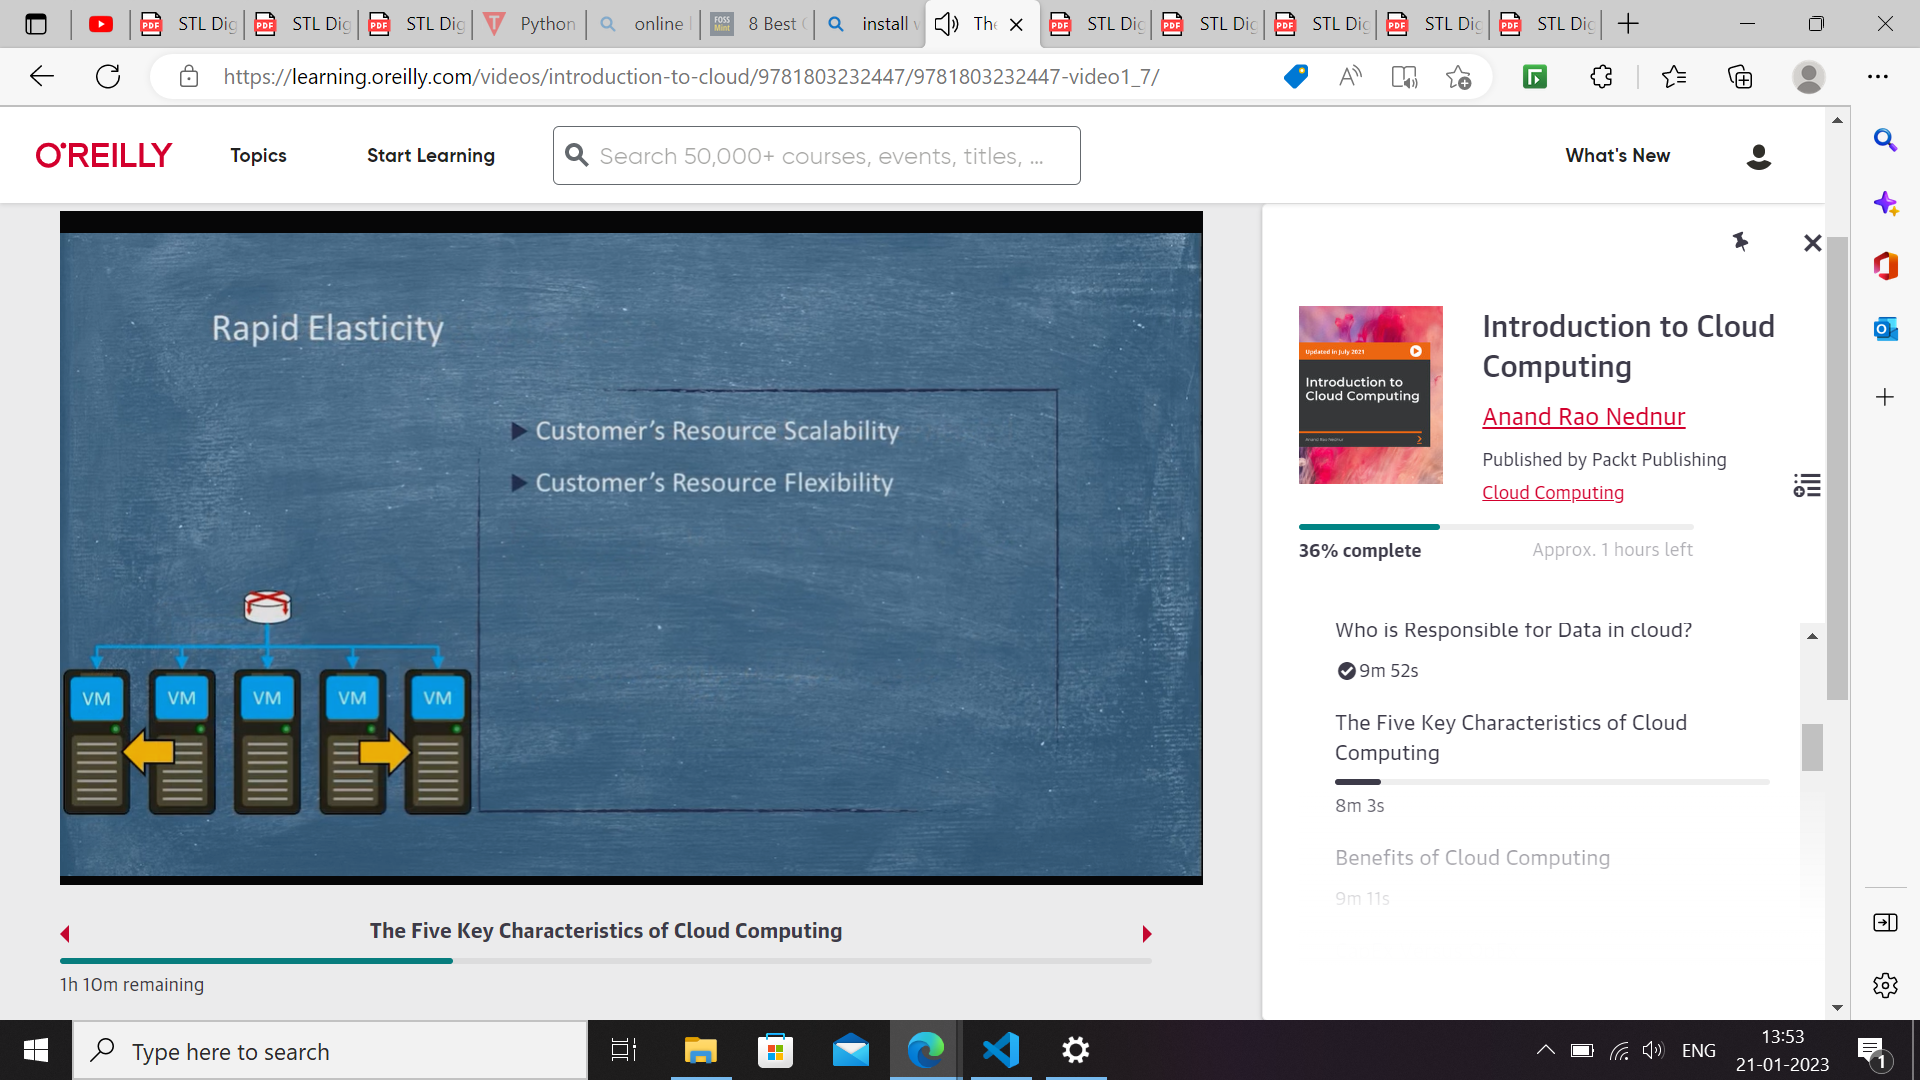 STL Dig
STL Dig
STL Dig
Python
online
8 Best
install
The
STL Dig
STL Dig
STL Dig
STL Dig
STL Dig
https://learning.oreilly.com/videos/introduction-to-cloud/9781803232447/9781803232447-video1_7/
O'REILLY
Topics
Start Learning
Search 50,000+ courses, events, titles, ...
What's New
Rapid Elasticity
Customer's Resource Scalability
Customer's Resource Flexibility
VM
VM
VM
VM
VM
The Five Key Characteristics of Cloud Computing
1h 10m remaining
Updated in July 2021
Introduction to
Cloud Computing
Anand Rao Nednur
Introduction to Cloud
Computing
Anand Rao Nednur
Published by Packt Publishing
Cloud Computing
36% complete
Approx. 1 hours left
Who is Responsible for Data in cloud?
9m 52s
The Five Key Characteristics of Cloud
Computing
8m 3s
Benefits of Cloud Computing
9m 11s
Type here to search
ENG
13:53
21-01-2023
1